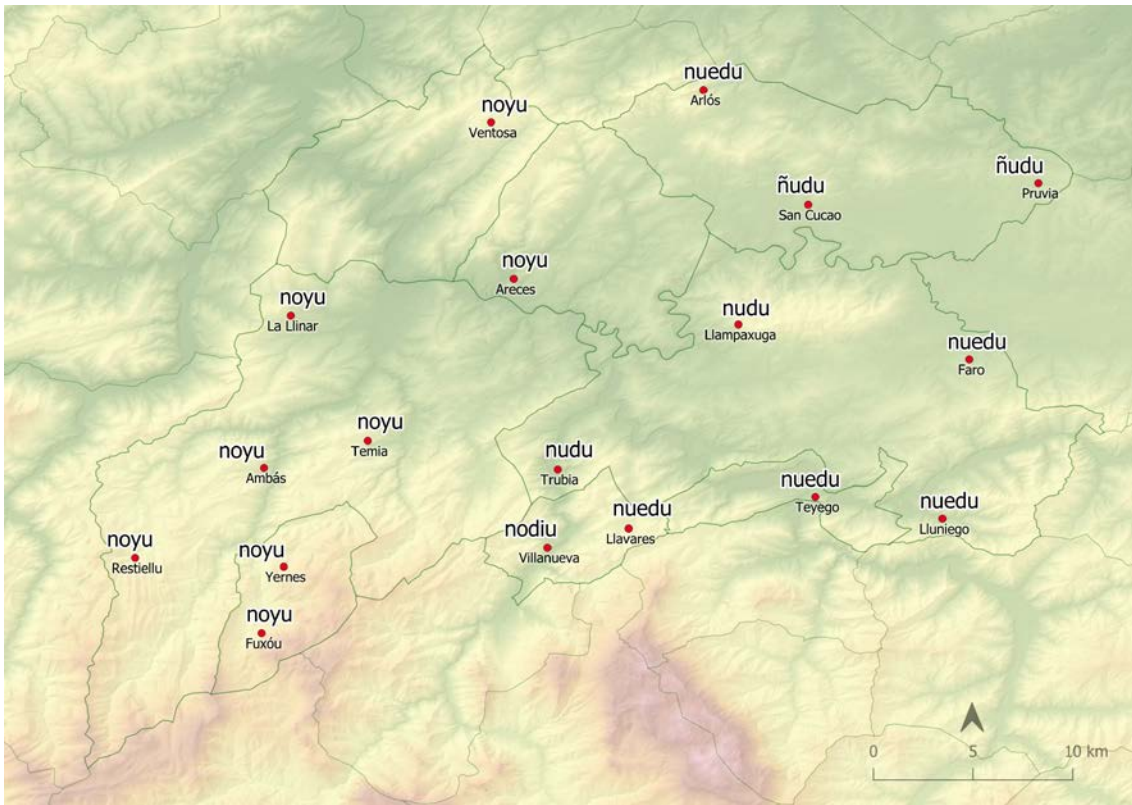 nuedu
Arlós
noyu
Ventosa
ñudu
Pruvia
ñudu
San Cucao
noyu
Areces
noyu
La Llinar
nudu
Llampaxuga
nuedu
Faro
noyu
Temia
noyu
Ambás
nudu
Trubia
nuedu
Teyego
nuedu
Lluniego
nuedu
Llavares
nodiu
Villanueva
noyu
Restiellu
noyu
Yernes
noyu
Fuxóu
0 5 10 km